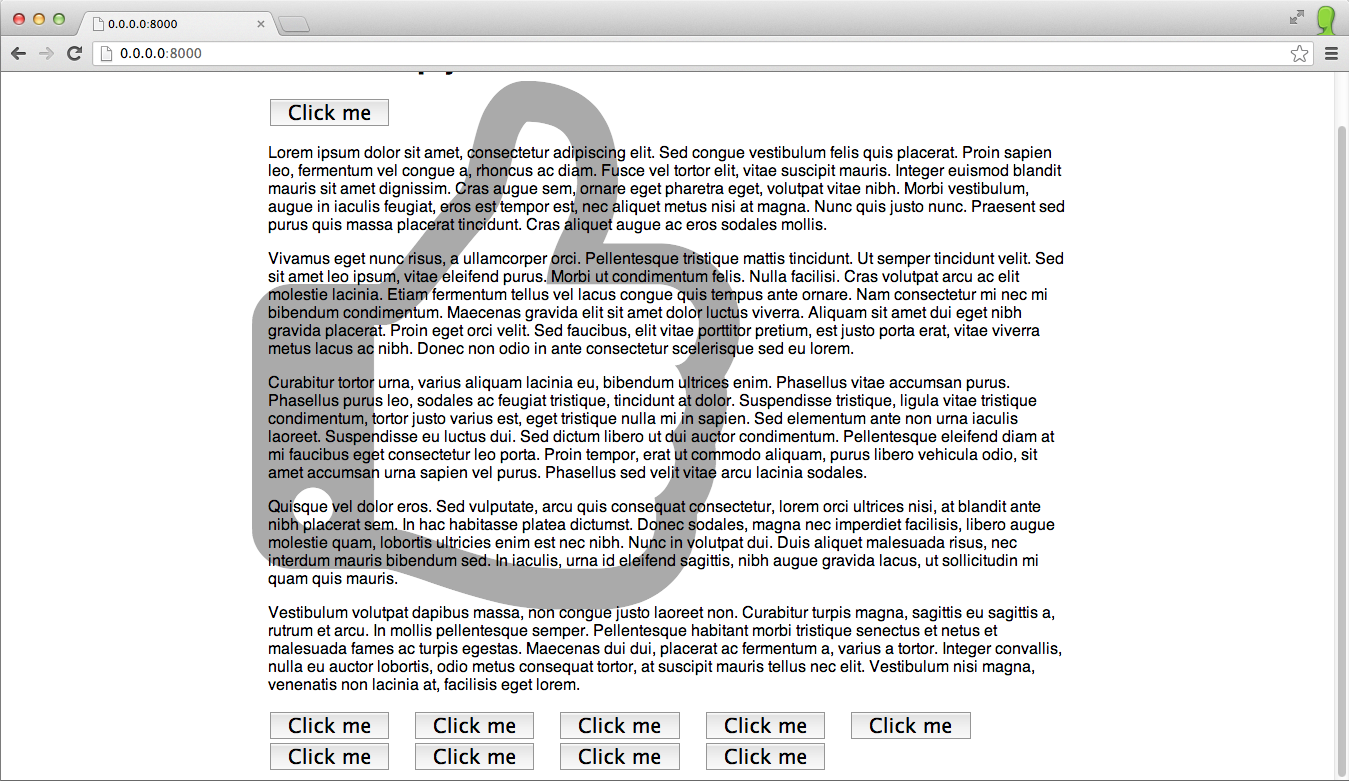 0.0.0.0:8000
0.0.0.0:8000
Click me
Lorem ipsum dolor sit amet, consectetur adipiscing elit. Sed congue vestibulum felis quis placerat. Proin sapien
leo, fermentum vel congue a, rhoncus ac diam. Fusce vel tortor elit, vitae suscipit mauris. Integer euismod blandit
mauris sit amet dignissim. Cras augue sem, ornare eget pharetra eget, volutpat vitae nibh. Morbi vestibulum,
augue in iaculis feugiat, eros est tempor est, nec aliquet metus nisi at magna. Nunc quis justo nunc. Praesent sed
purus quis massa placerat tincidunt. Cras aliquet augue ac eros sodales mollis.
Vivamus eget nunc risus, a ullamcorper orci. Pellentesque tristique mattis tincidunt. Ut semper tincidunt velit. Sed
sit amet leo ipsum, vitae eleifend purus. Morbi ut condimentum felis. Nulla facilisi. Cras volutpat arcu ac elit
molestie lacinia. Etiam fermentum tellus vel lacus congue quis tempus ante ornare. Nam consectetur mi nec mi
bibendum condimentum. Maecenas gravida elit sit amet dolor luctus viverra. Aliquam sit amet dui eget nibh
gravida placerat. Proin eget orci velit. Sed faucibus, elit vitae porttitor pretium, est justo porta erat, vitae viverra
metus lacus ac nibh. Donec non odio in ante consectetur scelerisque sed eu lorem.
Curabitur tortor urna, varius aliquam lacinia eu, bibendum ultrices enim. Phasellus vitae accumsan purus.
Phasellus purus leo, sodales ac feugiat tristique, tincidunt at dolor. Suspendisse tristique, ligula vitae tristique
condimentum, tortor justo varius est, eget tristique nulla mi in sapien. Sed elementum ante non urna iaculis
laoreet. Suspendisse eu luctus dui. Sed dictum libero ut dui auctor condimentum. Pellentesque eleifend diam at
mi faucibus eget consectetur leo porta. Proin tempor, erat ut commodo aliquam, purus libero vehicula odio, sit
amet accumsan urna sapien vel purus. Phasellus sed velit vitae arcu lacinia sodales.
Quisque vel dolor eros. Sed vulputate, arcu quis consequat consectetur, lorem orci ultrices nisi, at blandit ante
nibh placerat sem. In hac habitasse platea dictumst. Donec sodales, magna nec imperdiet facilisis, libero augue
molestie quam, lobortis ultricies enim est nec nibh. Nunc in volutpat dui. Duis aliquet malesuada risus, nec
interdum mauris bibendum sed. In iaculis, urna id eleifend sagittis, nibh augue gravida lacus, ut sollicitudin mi
quam quis mauris.
Vestibulum volutpat dapibus massa, non congue justo laoreet non. Curabitur turpis magna, sagittis eu sagittis a,
rutrum et arcu. In mollis pellentesque semper. Pellentesque habitant morbi tristique senectus et netus et
malesuada fames ac turpis egestas. Maecenas dui dui, placerat ac fermentum a, varius a tortor. Integer convallis,
nulla eu auctor lobortis, odio metus consequat tortor, at suscipit mauris tellus nec elit. Vestibulum nisi magna,
venenatis non lacinia at, facilisis eget lorem.
Click me Click me Click me Click me Click me
Click me Click me Click me Click me